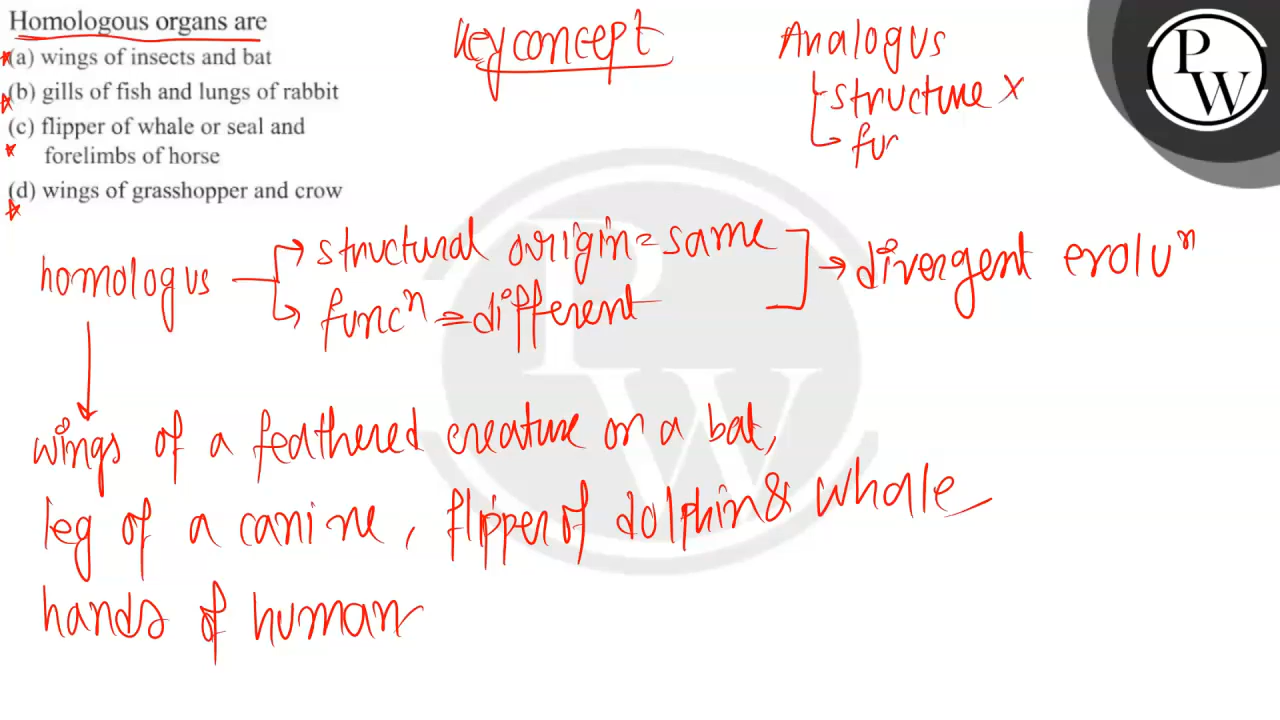 Homologous organs are
(a) wings of insects and bat
(b) gills of fish and lungs of rabbit
(c) flipper of whale or seal and
forelimbs of horse
(d) wings of grasshopper and crow
Key concept
Analogus
structure ×
fur
PW
homologus
structural origin = same
funcⁿ = different
divergent evoluⁿ
wings of a feathered creature or a bat,
leg of a canine, flipper of dolphin & whale
hands of human
PW